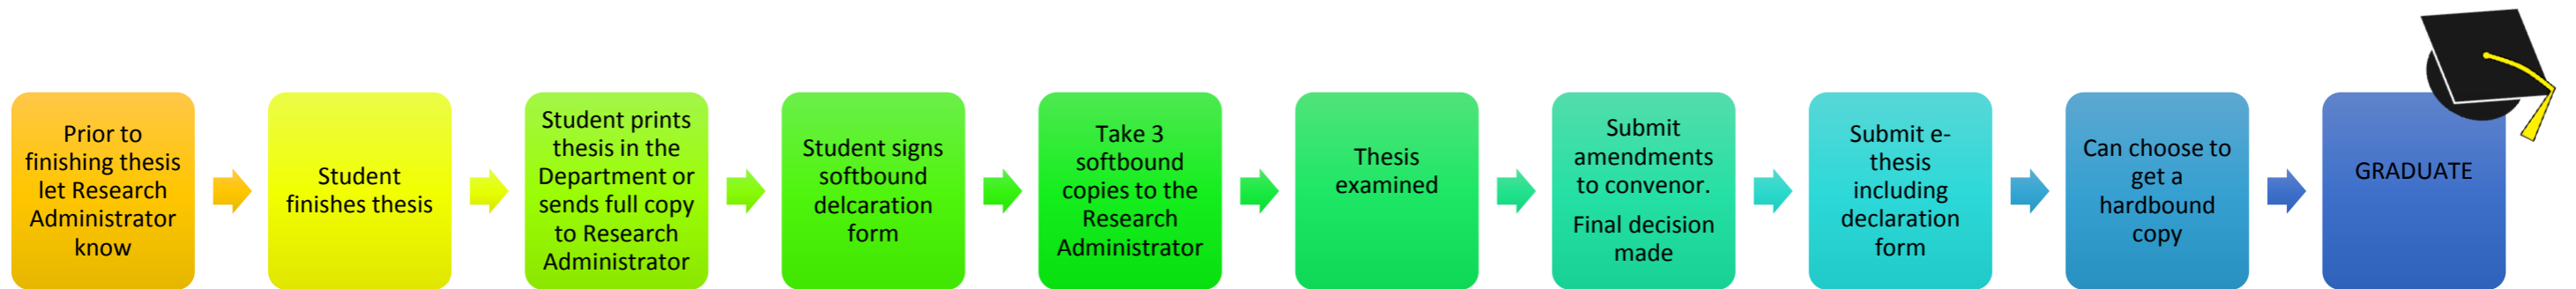 Prior to
finishing thesis
let Research
Administrator
know
Student
finishes thesis
Student prints
thesis in the
Department or
sends full copy
to Research
Administrator
Student signs
softbound
delcaration
form
Take 3
softbound
copies to the
Research
Administrator
Thesis
examined
Submit
amendments
to convenor.
Final decision
made
Submit e-
thesis
including
declaration
form
Can choose to
get a
hardbound
copy
GRADUATE